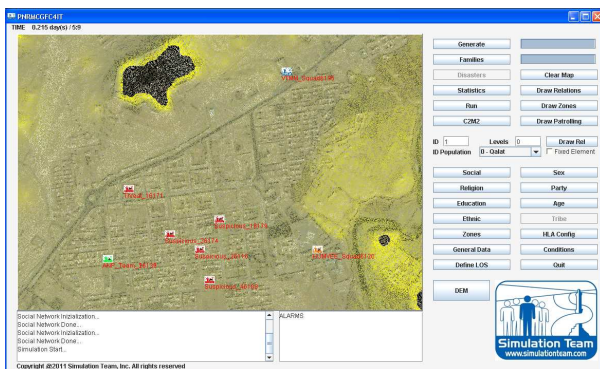 PNRMCGFC4IT
TIME 0.215 day(s) / 5:9
Generate
Families
Disasters
Clear Map
Statistics
Draw Relations
Run
Draw Zones
C2M2
Draw Patrolling
ID 1 Levels 0 Draw Rel
ID Population 0 - Qalat Fixed Element
Social
Sex
Religion
Party
Education
Age
Ethnic
Tribe
Zones
HLA Config
General Data
Conditions
Define LOS
Quit
DEM
Social Network Inizialization...
Social Network Done...
Social Network Inizialization...
Social Network Done...
Simulation Start...
ALARMS
Simulation Team
www.simulationteam.com
Copyright @2011 Simulation Team, Inc. All rights reserved